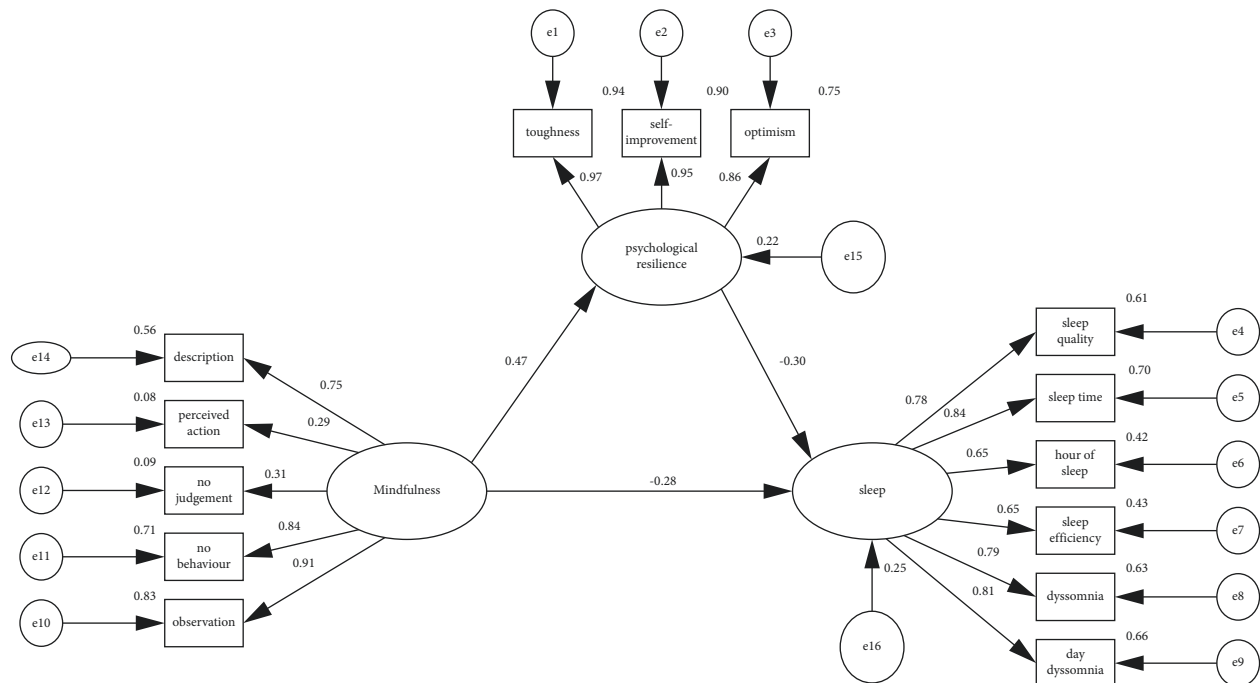 e1
e2
e3
0.94
0.90
0.75
toughness
self-
improvement
optimism
0.97
0.95
0.86
psychological
resilience
0.22
e15
0.47
-0.30
e14
0.56
description
0.75
e13
0.08
perceived
action
0.29
e12
0.09
no
judgement
0.31
e11
0.71
no
behaviour
0.84
e10
0.83
observation
0.91
Mindfulness
-0.28
sleep
0.25
e16
0.78
sleep
quality
0.61
e4
0.84
sleep time
0.70
e5
0.65
hour of
sleep
0.42
e6
0.65
sleep
efficiency
0.43
e7
0.79
dyssomnia
0.63
e8
0.81
day
dyssomnia
0.66
e9